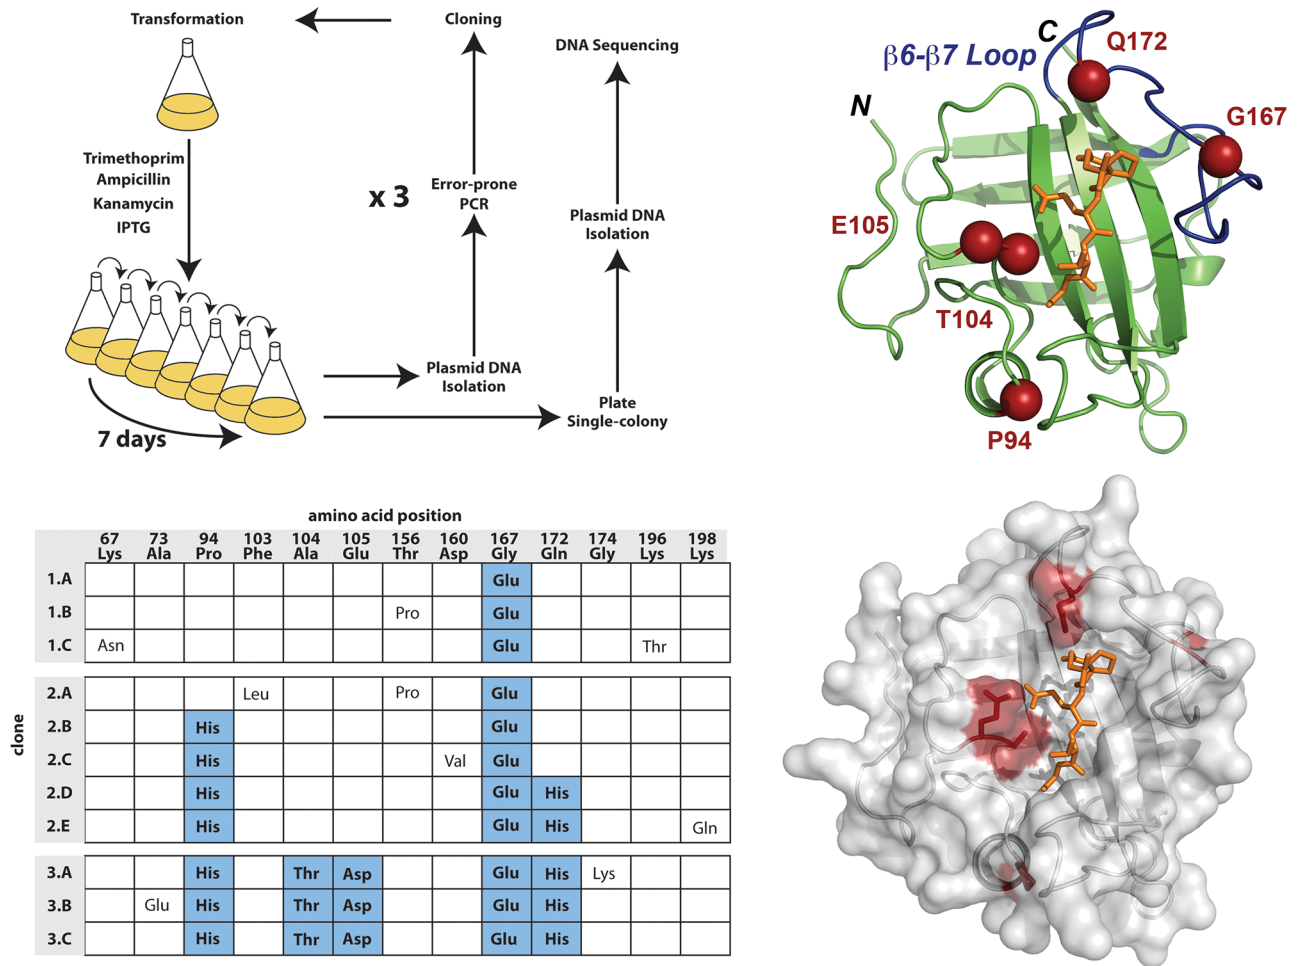 Transformation
Cloning
DNA Sequencing
Trimethoprim
Ampicillin
Kanamycin
IPTG
x 3
Error-prone
PCR
Plasmid DNA
Isolation
Plasmid DNA
Isolation
Plate
Single-colony
7 days
C
Q172
β6-β7 Loop
N
G167
E105
T104
P94
amino acid position
67 73 94 103 104 105 156 160 167 172 174 196 198
Lys Ala Pro Phe Ala Glu Thr Asp Gly Gln Gly Lys Lys
clone
1.A Glu
1.B Pro Glu
1.C Asn Glu Thr
2.A Leu Pro Glu
2.B His Glu
2.C His Val Glu
2.D His Glu His
2.E His Glu His Gln
3.A His Thr Asp Glu His Lys
3.B Glu His Thr Asp Glu His
3.C His Thr Asp Glu His